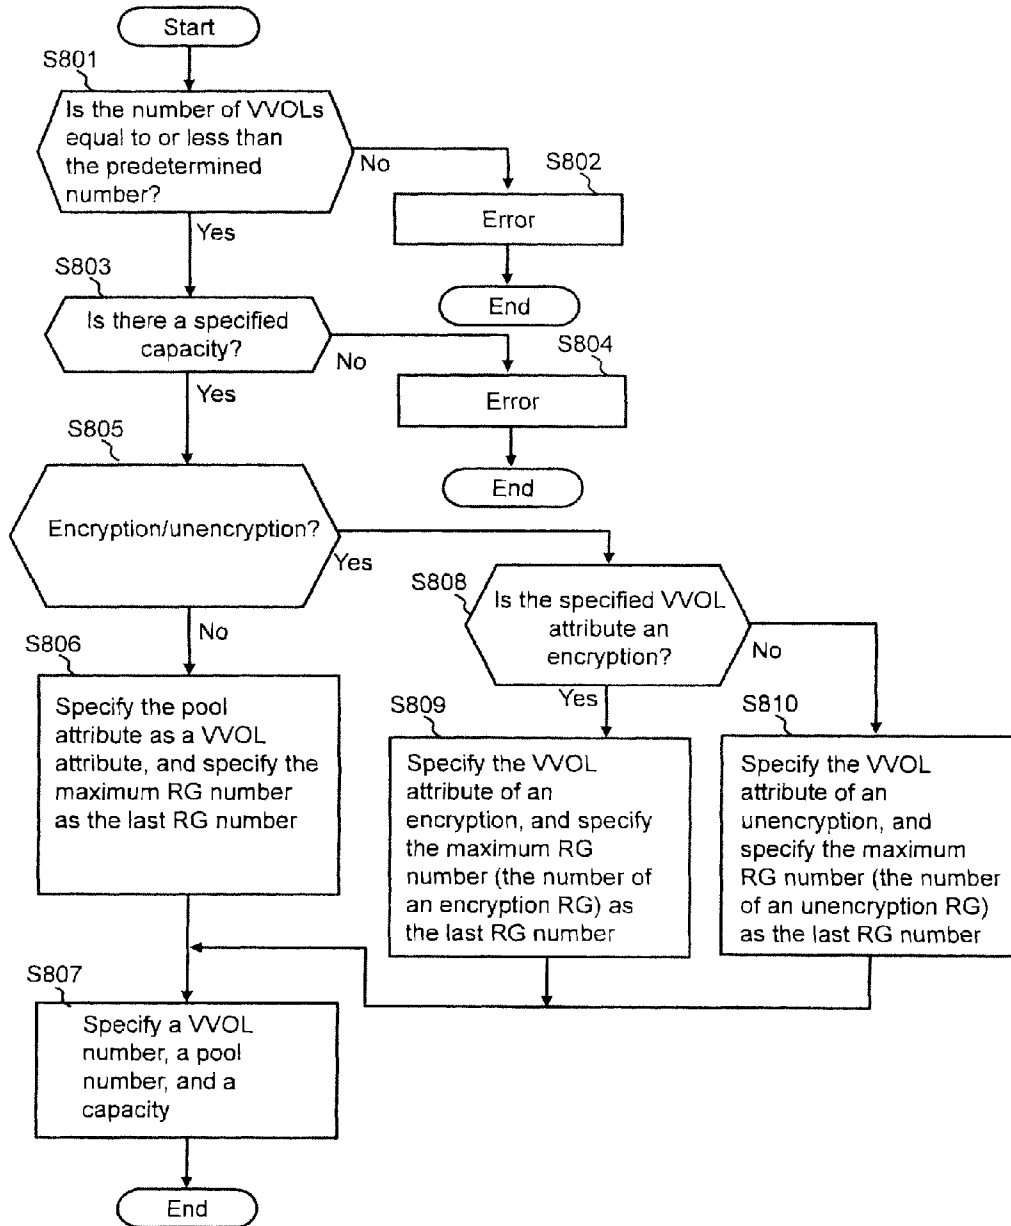 Start
S801
Is the number of VVOLs
equal to or less than
the predetermined
number?
No
S802
Error
End
Yes
S803
Is there a specified
capacity?
No
S804
Error
End
Yes
S805
Encryption/unencryption?
Yes
No
S808
Is the specified VVOL
attribute an
encryption?
No
Yes
S806
Specify the pool
attribute as a VVOL
attribute, and specify the
maximum RG number
as the last RG number
S809
Specify the VVOL
attribute of an
encryption, and specify
the maximum RG
number (the number of
an encryption RG) as
the last RG number
S810
Specify the VVOL
attribute of an
unencryption, and
specify the maximum
RG number (the number
of an unencryption RG)
as the last RG number
S807
Specify a VVOL
number, a pool
number, and a
capacity
End